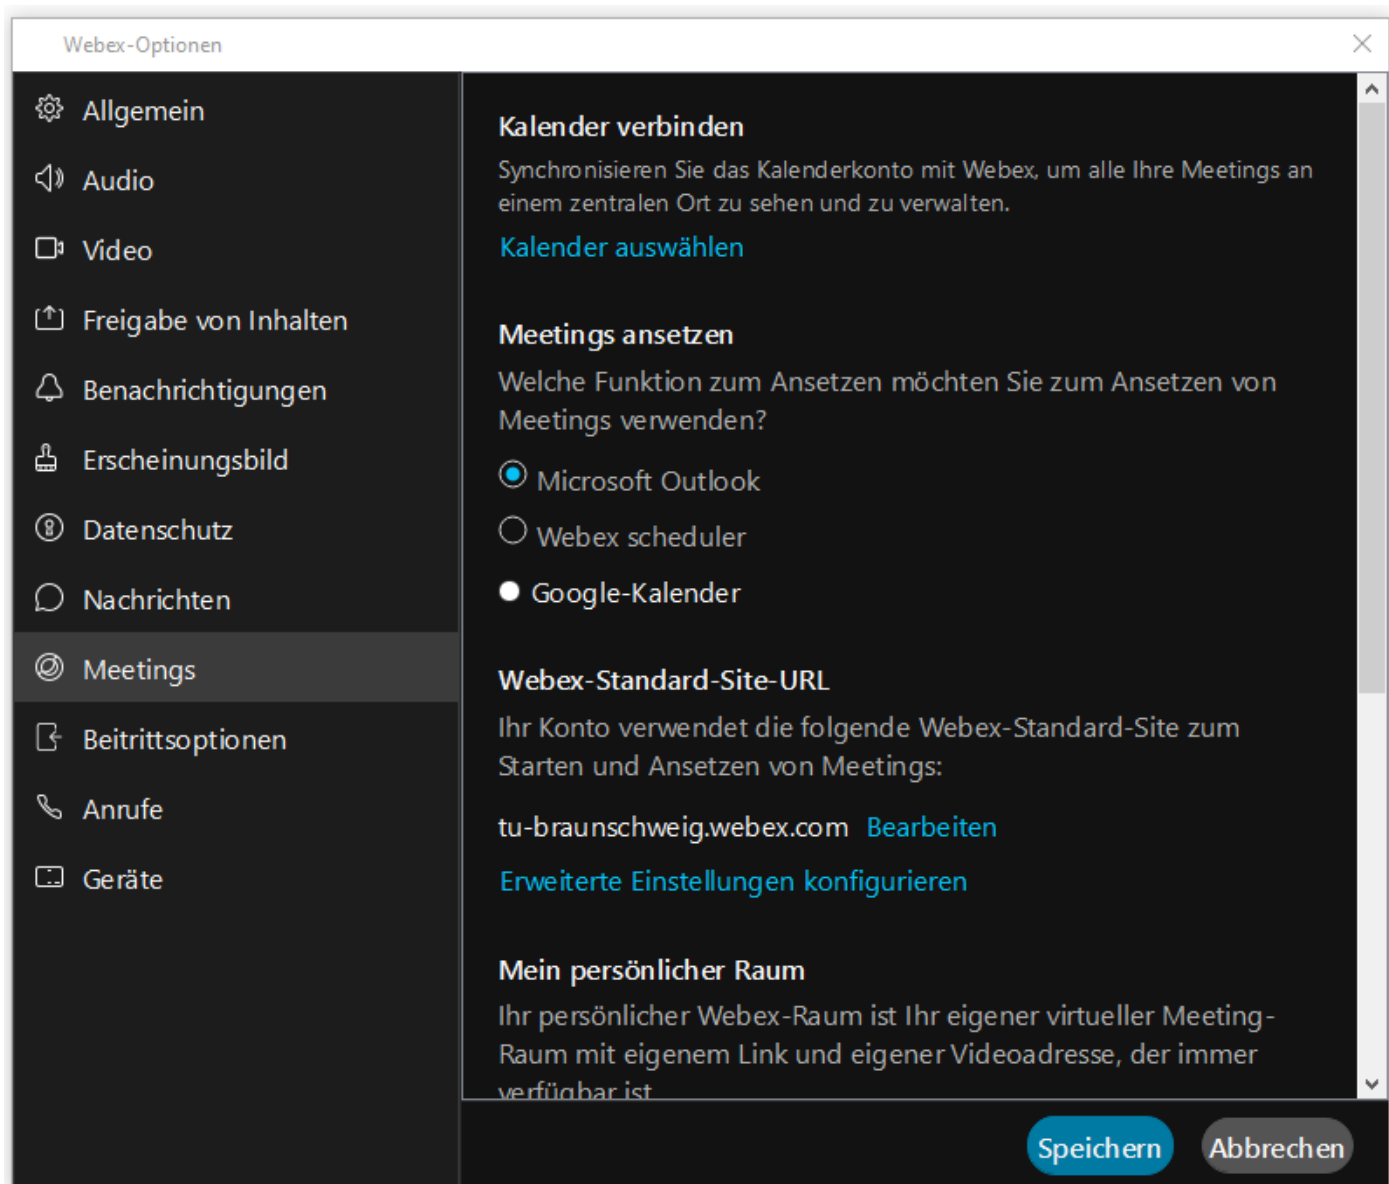 Webex-Optionen
Allgemein
Audio
Video
Freigabe von Inhalten
Benachrichtigungen
Erscheinungsbild
Datenschutz
Nachrichten
Meetings
Beitrittsoptionen
Anrufe
Geräte
Kalender verbinden
Synchronisieren Sie das Kalenderkonto mit Webex, um alle Ihre Meetings an
einem zentralen Ort zu sehen und zu verwalten.
Kalender auswählen
Meetings ansetzen
Welche Funktion zum Ansetzen möchten Sie zum Ansetzen von
Meetings verwenden?
Microsoft Outlook
Webex scheduler
Google-Kalender
Webex-Standard-Site-URL
Ihr Konto verwendet die folgende Webex-Standard-Site zum
Starten und Ansetzen von Meetings:
tu-braunschweig.webex.com Bearbeiten
Erweiterte Einstellungen konfigurieren
Mein persönlicher Raum
Ihr persönlicher Webex-Raum ist Ihr eigener virtueller Meeting-
Raum mit eigenem Link und eigener Videoadresse, der immer
verfügbar ist
Speichern
Abbrechen